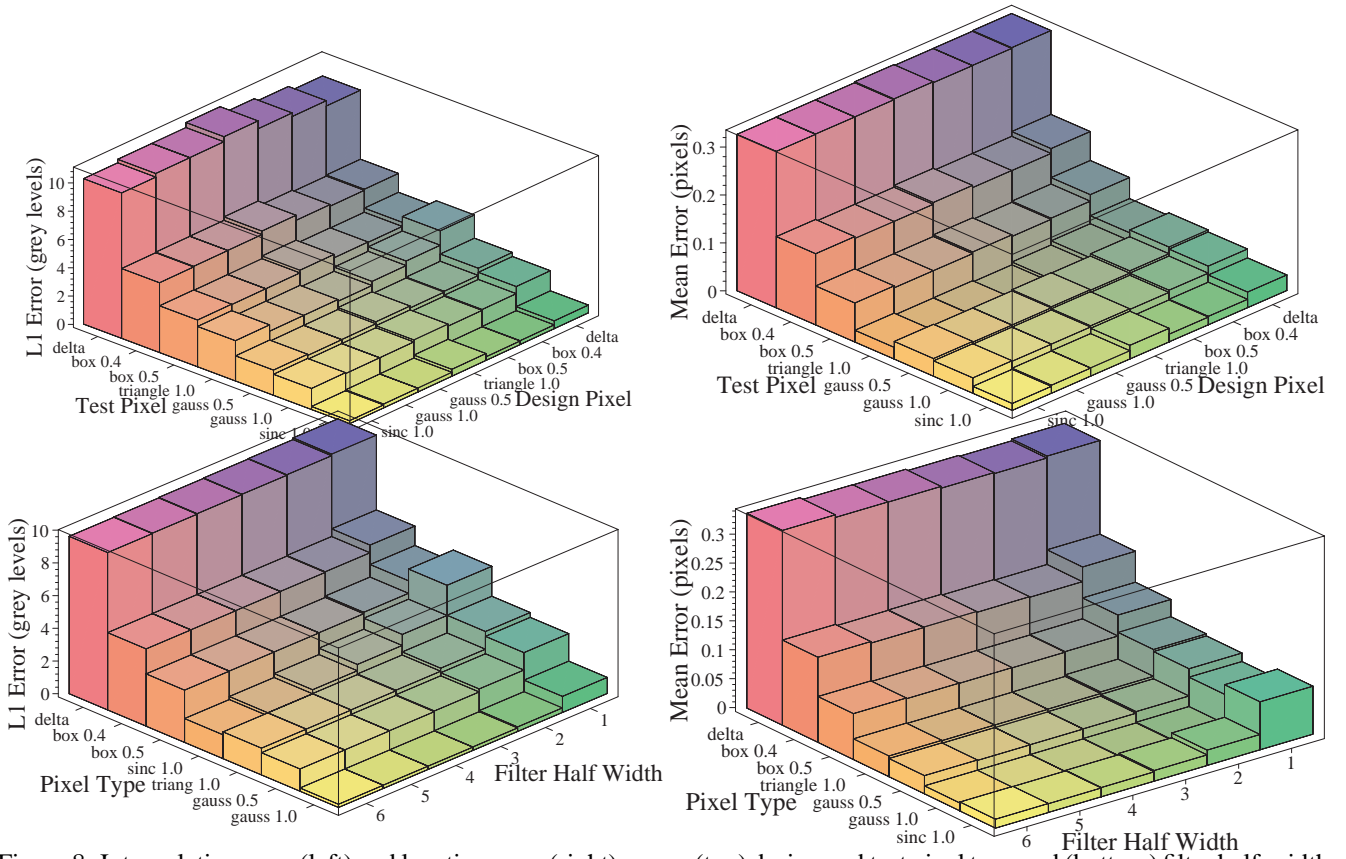 L1 Error (grey levels)
10
8
6
4
2
0
delta
box 0.4
box 0.5
triangle 1.0
gauss 0.5
gauss 1.0
sinc
Test Pixel
delta
box 0.4
box 0.5
triangle 1.0
gauss 0.5
gauss 1.0
sinc 1.0
Design Pixel
Mean Error (pixels)
0.3
0.2
0.1
0
delta
box 0.4
box 0.5
triangle 1.0
gauss 0.5
gauss 1.0
sinc 1.0
Test Pixel
delta
box 0.4
box 0.5
triangle 1.0
gauss 0.5
gauss 1.0
sinc 1.0
Design Pixel
L1 Error (grey levels)
10
8
6
4
2
0
delta
box 0.4
box 0.5
sinc 1.0
triang 1.0
gauss 0.5
gauss 1.0
Pixel Type
1
2
3
4
5
6
Filter Half Width
Mean Error (pixels)
0.3
0.25
0.2
0.15
0.1
0.05
0
delta
box 0.4
box 0.5
triangle 1.0
gauss 0.5
gauss 1.0
sinc 1.0
Pixel Type
1
2
3
4
5
6
Filter Half Width